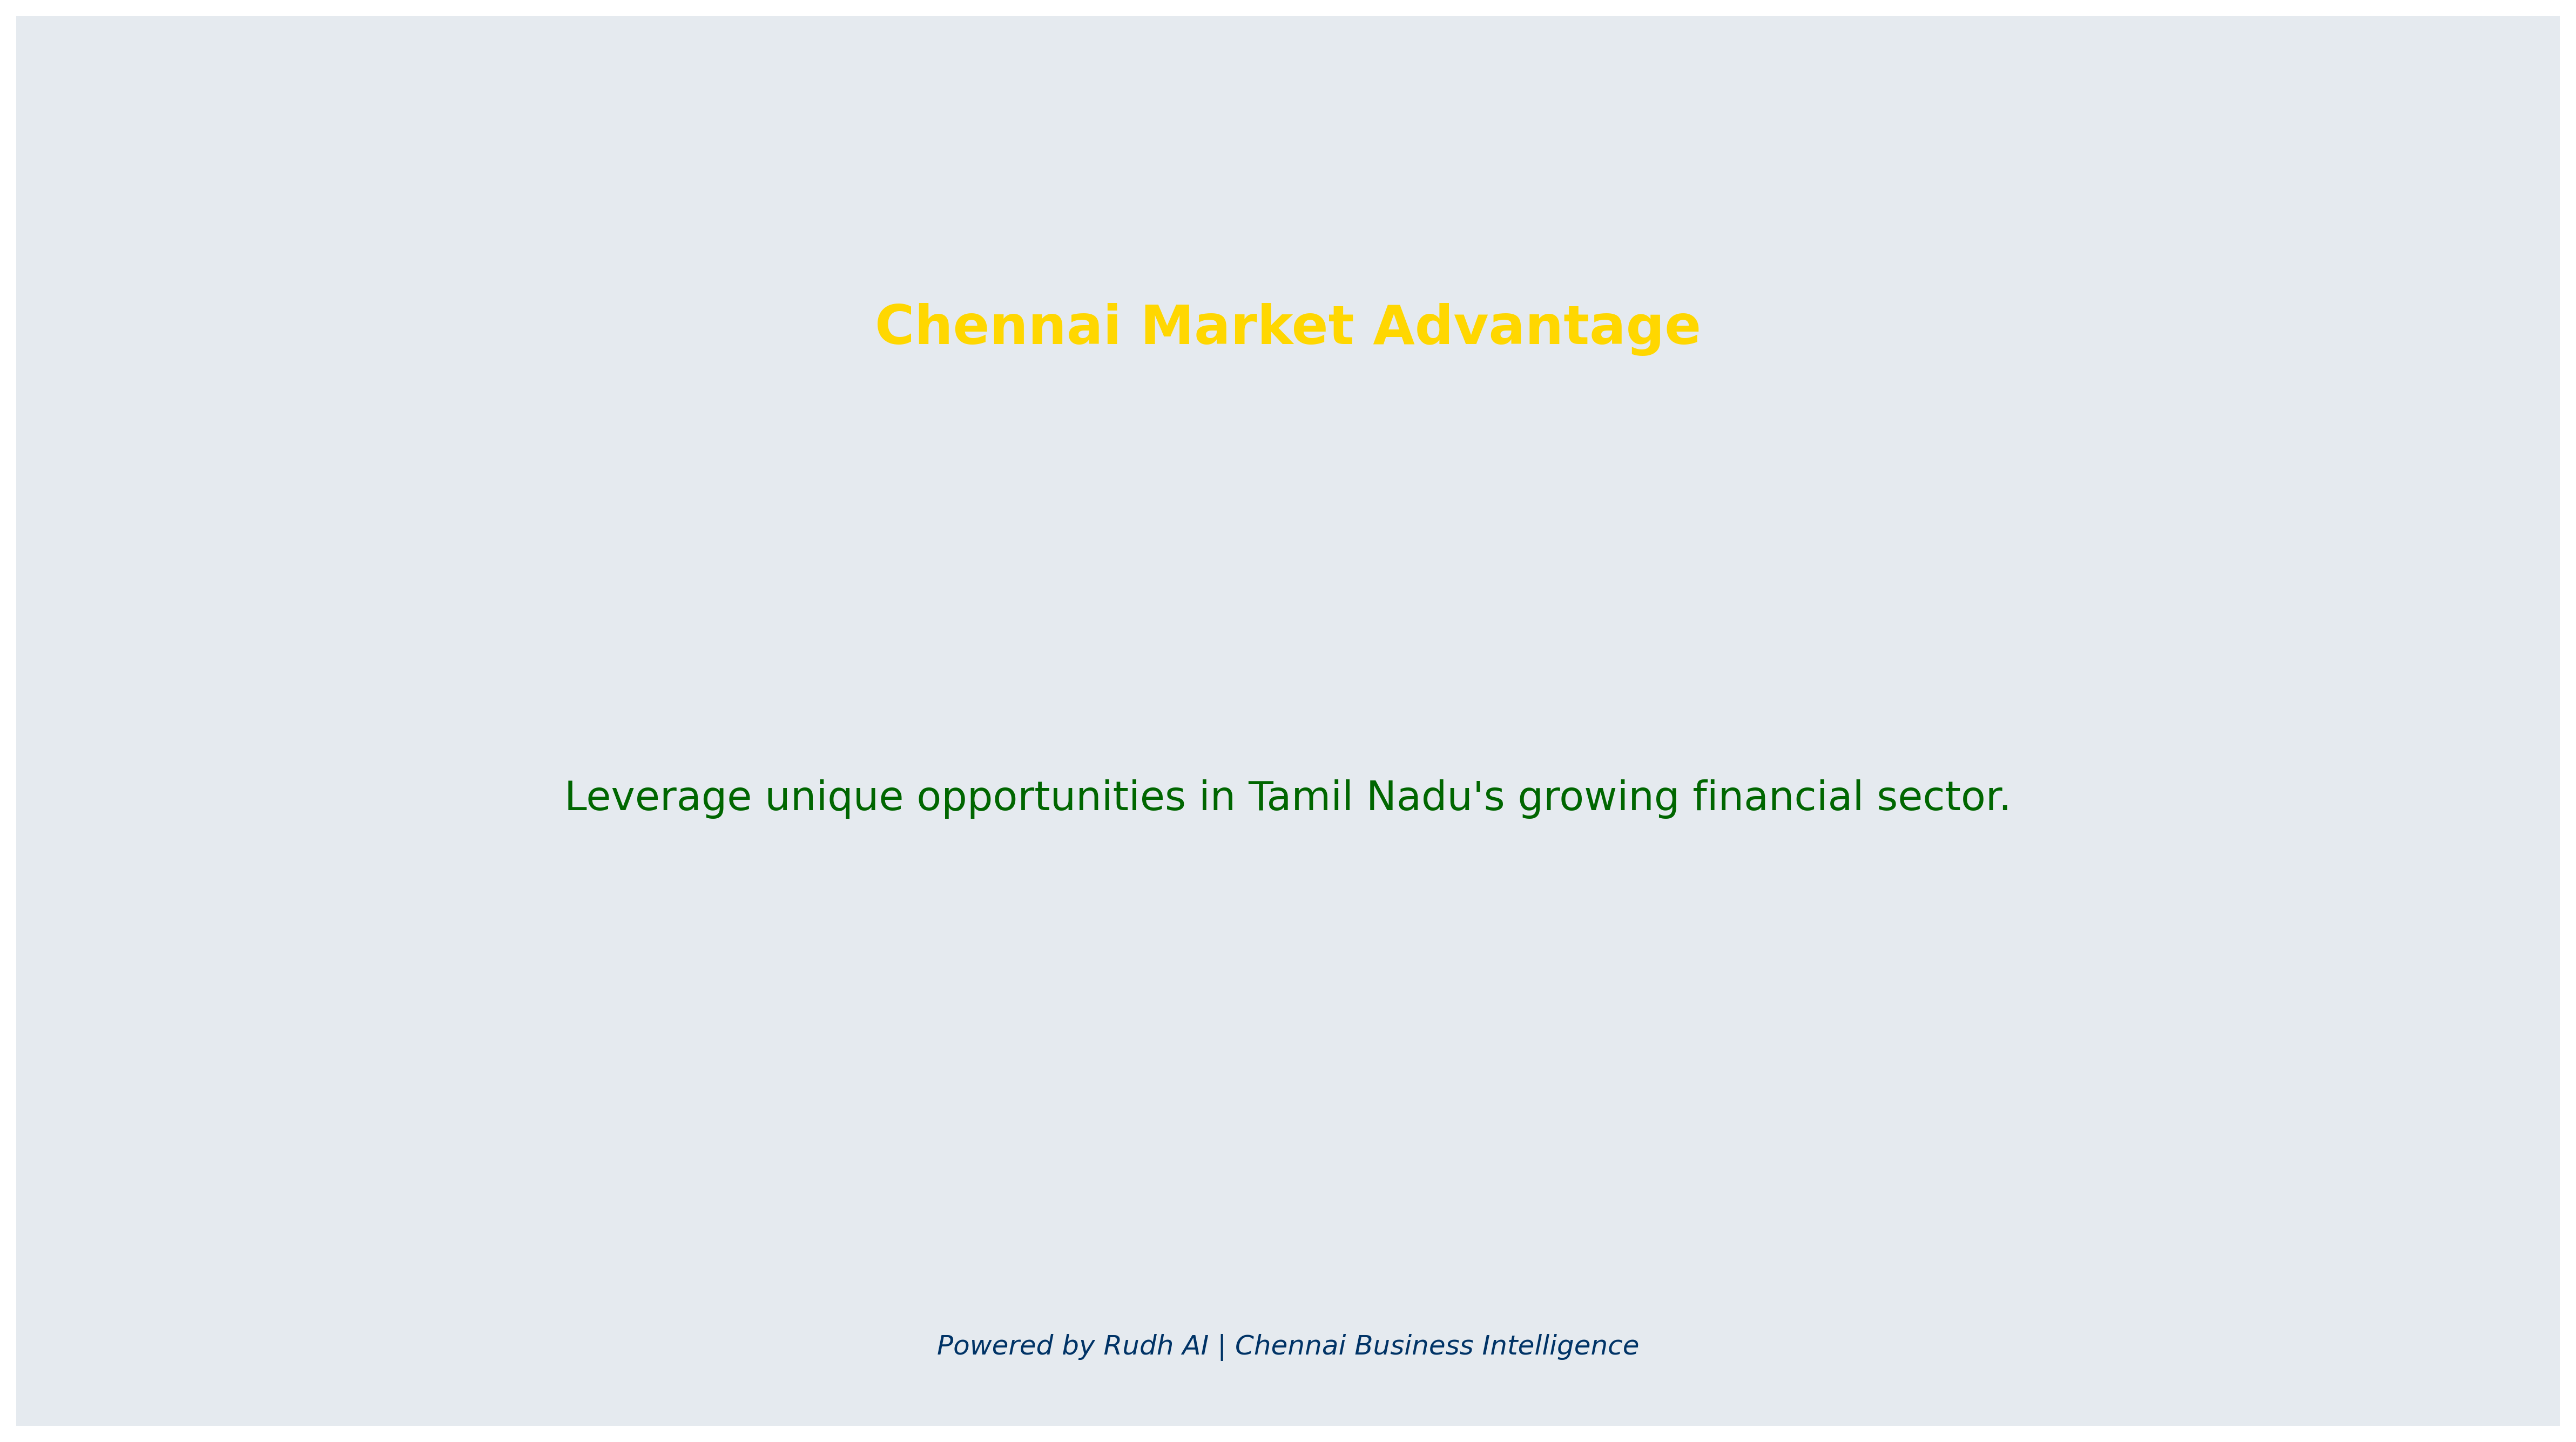 Chennai Market Advantage
Leverage unique opportunities in Tamil Nadu's growing financial sector.
Powered by Rudh AI | Chennai Business Intelligence